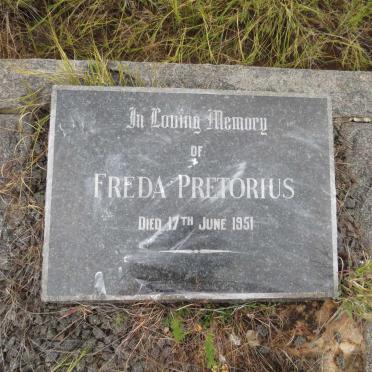 In Loving Memory
OF
FREDA PRETORIUS
DIED 17TH JUNE 1951